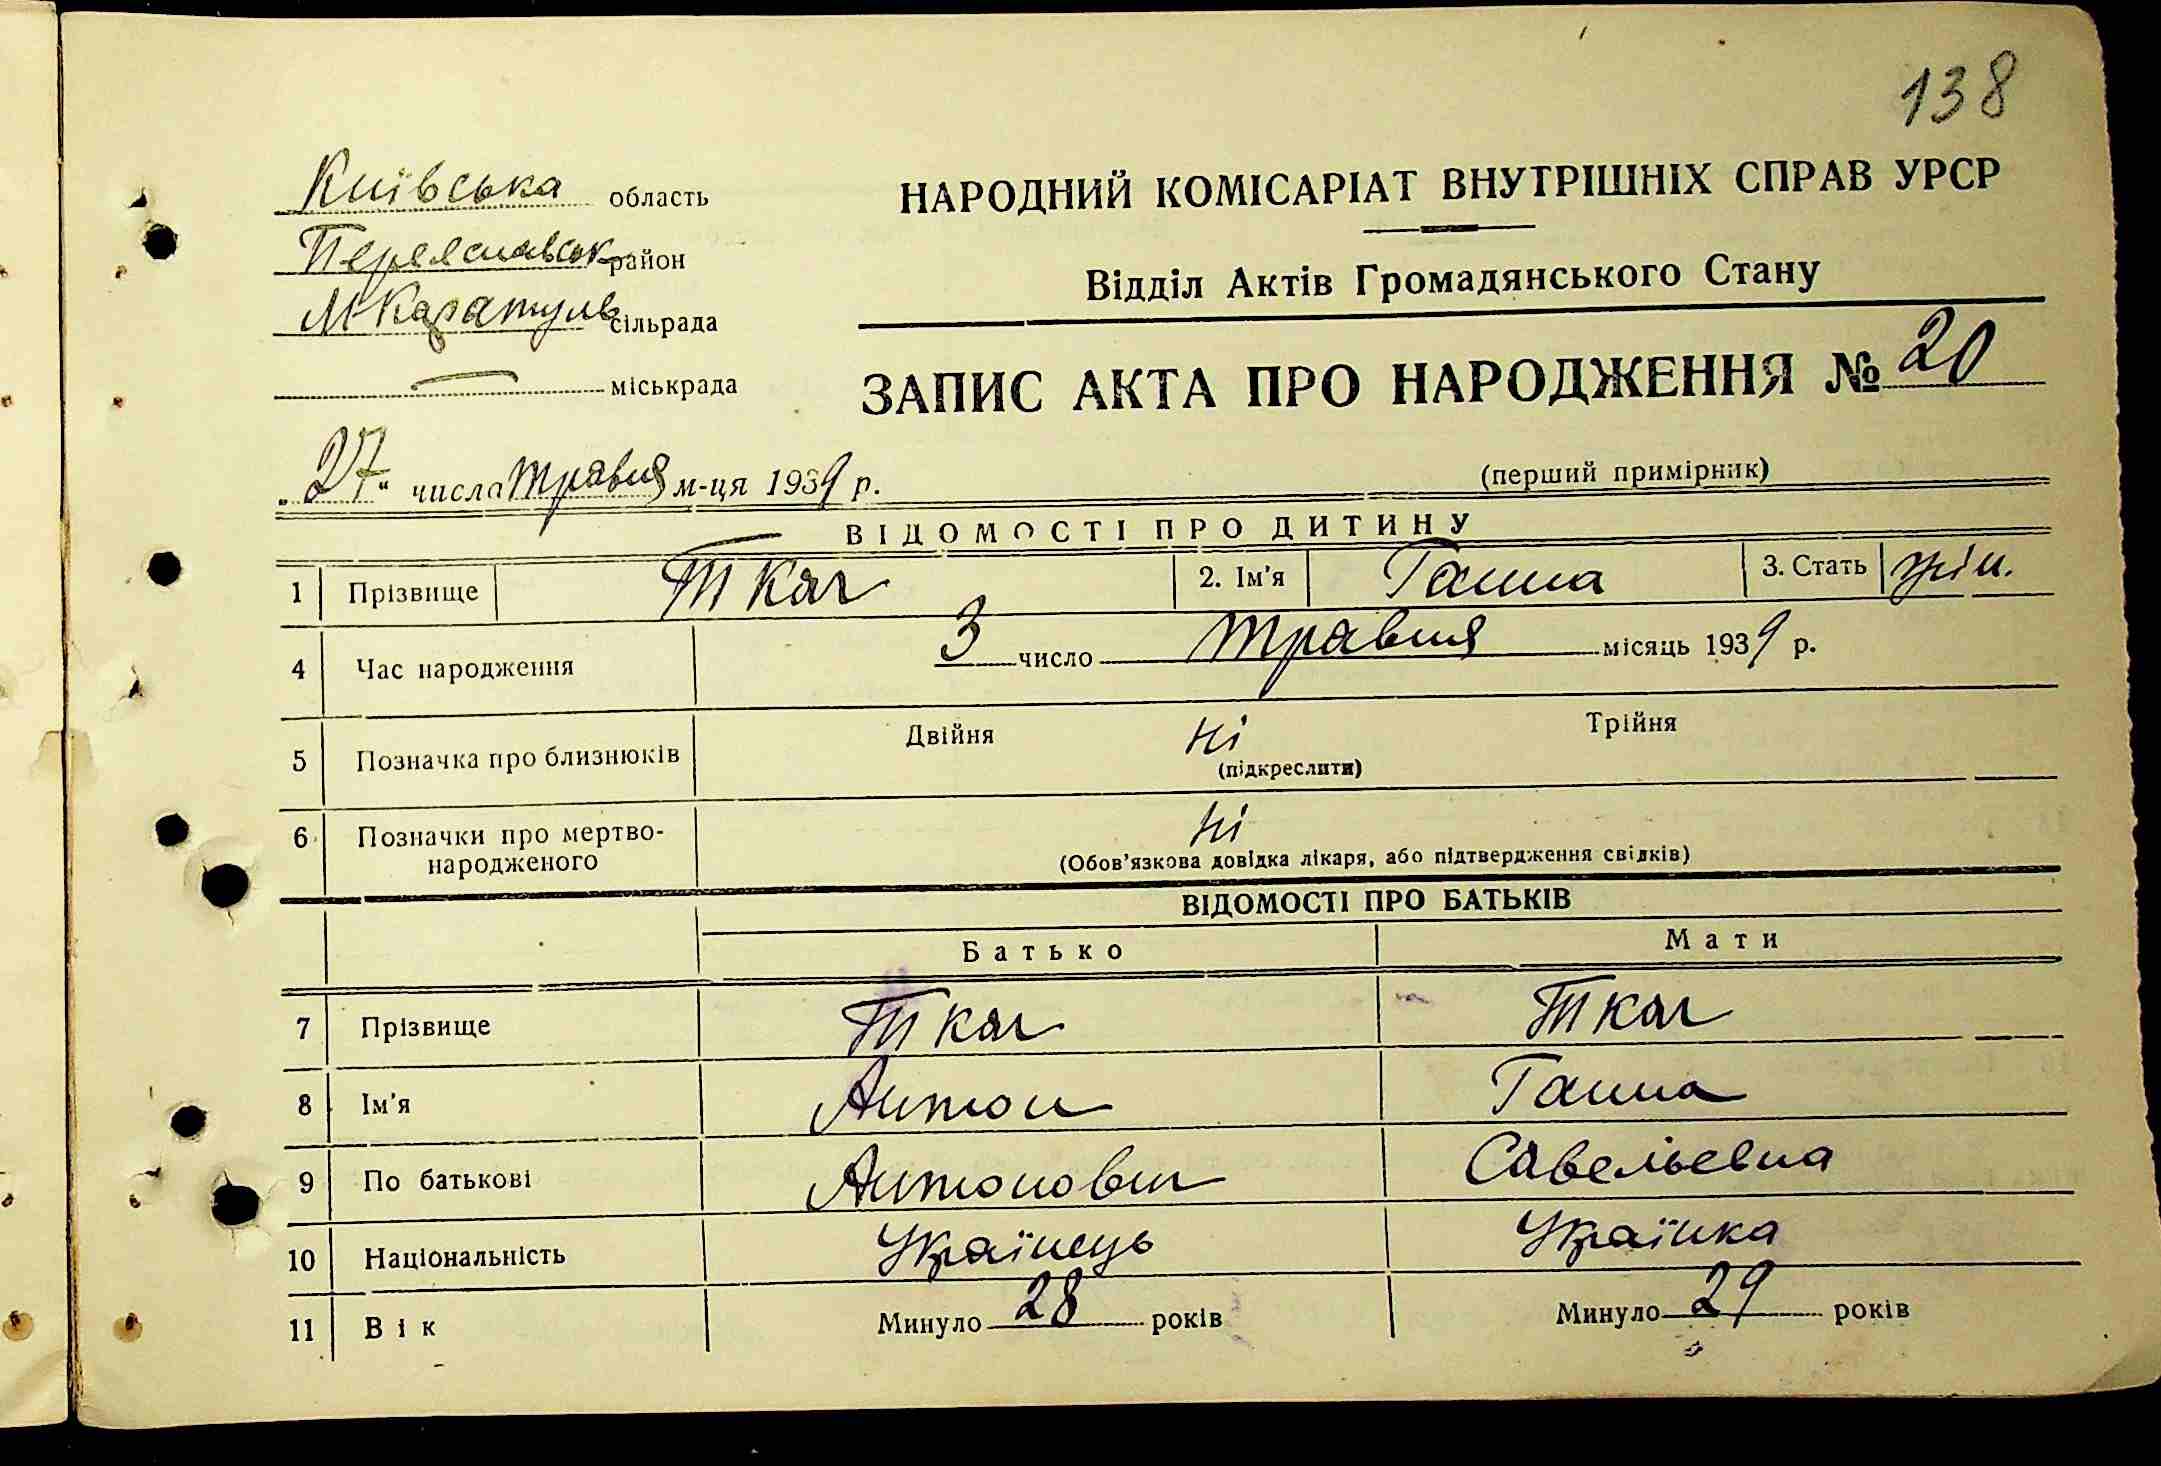 138
Київська область
Переяславськ район
МКаратуль сільрада
міськрада
НАРОДНИЙ КОМІСАРІАТ ВНУТРІШНІХ СПРАВ УРСР
Відділ Актів Громадянського Стану
ЗАПИС АКТА ПРО НАРОДЖЕННЯ № 20
„27“ числа травня м-ця 1939 р.
(перший примірник)
ВІДОМОСТІ ПРО ДИТИНУ
1 Прізвище Ткач 2. Ім'я Ганна 3. Стать жін.
4 Час народження 3 число травня місяць 1939 р.
5 Позначка про близнюків Двійня ні Трійня
(підкреслити)
6 Позначки про мертво-
народженого ні
(Обов'язкова довідка лікаря, або підтвердження свідків)
ВІДОМОСТІ ПРО БАТЬКІВ
Батько Мати
7 Прізвище Ткач Ткач
8 Ім'я Антон Ганна
9 По батькові Антонович Савельевна
10 Національність Українець Українка
11 Вік Минуло 28 років Минуло 29 років